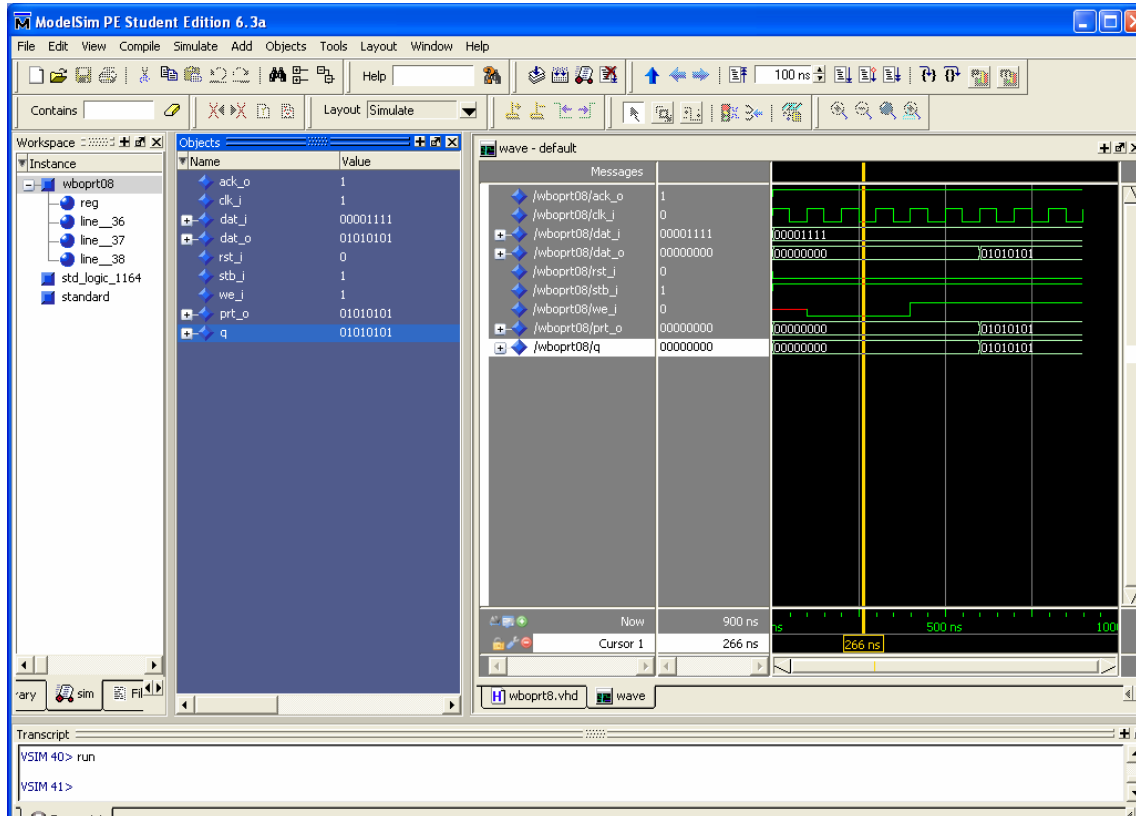 ModelSim PE Student Edition 6.3a
File Edit View Compile Simulate Add Objects Tools Layout Window Help
Help 100 ns
Contains Layout Simulate
Workspace
Instance
wboprt08
reg
line__36
line__37
line__38
std_logic_1164
standard
sim Fil
Objects
Name Value
ack_o 1
clk_i 1
dat_i 00001111
dat_o 01010101
rst_i 0
stb_i 1
we_i 1
prt_o 01010101
q 01010101
wave - default
Messages
/wboprt08/ack_o 1
/wboprt08/clk_i 0
/wboprt08/dat_i 00001111 00001111
/wboprt08/dat_o 00000000 00000000 01010101
/wboprt08/rst_i 0
/wboprt08/stb_i 1
/wboprt08/we_i 0
/wboprt08/prt_o 00000000 00000000 01010101
/wboprt08/q 00000000 00000000 01010101
Now 900 ns ns 500 ns 100
Cursor 1 266 ns 266 ns
wboprt8.vhd wave
Transcript
VSIM 40> run
VSIM 41>